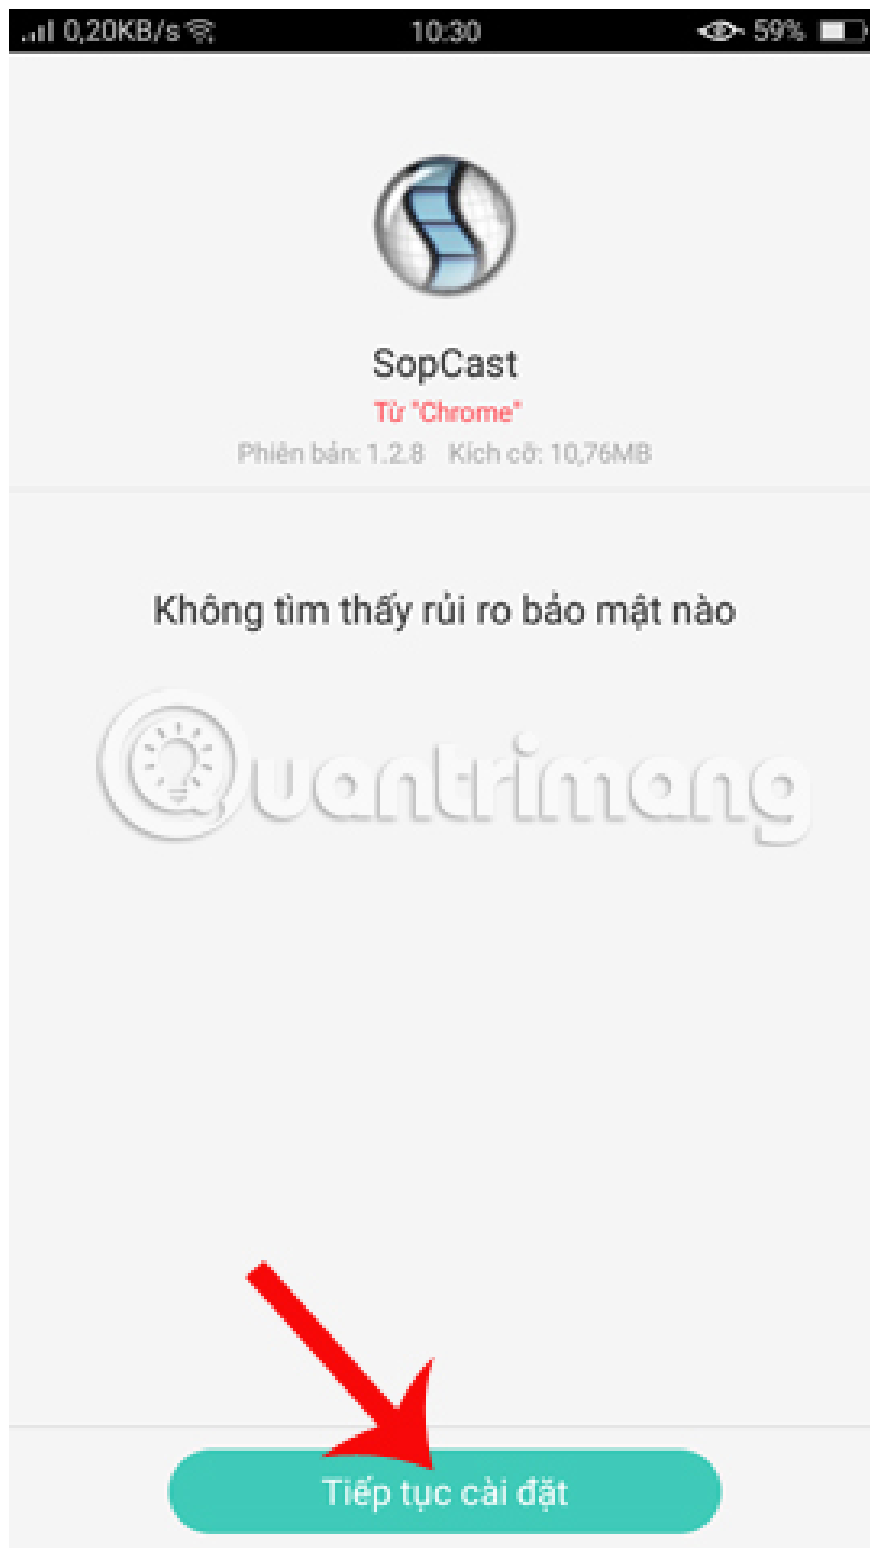 0,20KB/s 10:30 59%
SopCast
Từ "Chrome"
Phiên bản: 1.2.8 Kích cỡ: 10,76MB
Không tìm thấy rủi ro bảo mật nào
Quantrimang
Tiếp tục cài đặt